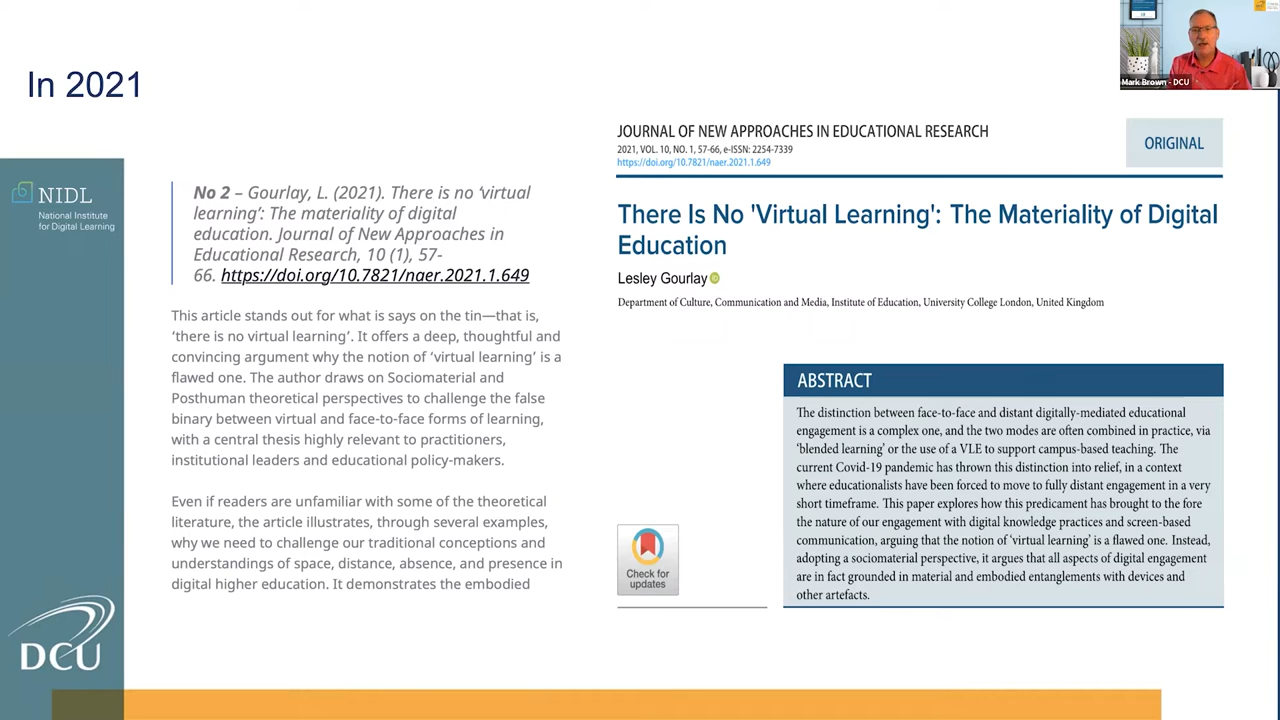 In 2021
Mark Brown - DCU
NIDL
National Institute
for Digital Learning
No 2 – Gourlay, L. (2021). There is no ‘virtual
learning’: The materiality of digital
education. Journal of New Approaches in
Educational Research, 10 (1), 57-
66. https://doi.org/10.7821/naer.2021.1.649
This article stands out for what is says on the tin—that is,
‘there is no virtual learning’. It offers a deep, thoughtful and
convincing argument why the notion of ‘virtual learning’ is a
flawed one. The author draws on Sociomaterial and
Posthuman theoretical perspectives to challenge the false
binary between virtual and face-to-face forms of learning,
with a central thesis highly relevant to practitioners,
institutional leaders and educational policy-makers.
Even if readers are unfamiliar with some of the theoretical
literature, the article illustrates, through several examples,
why we need to challenge our traditional conceptions and
understandings of space, distance, absence, and presence in
digital higher education. It demonstrates the embodied
DCU
JOURNAL OF NEW APPROACHES IN EDUCATIONAL RESEARCH
2021, VOL. 10, NO. 1, 57-66, e-ISSN: 2254-7339
https://doi.org/10.7821/naer.2021.1.649
ORIGINAL
There Is No 'Virtual Learning': The Materiality of Digital
Education
Lesley Gourlay
Department of Culture, Communication and Media, Institute of Education, University College London, United Kingdom
ABSTRACT
The distinction between face-to-face and distant digitally-mediated educational
engagement is a complex one, and the two modes are often combined in practice, via
‘blended learning’ or the use of a VLE to support campus-based teaching. The
current Covid-19 pandemic has thrown this distinction into relief, in a context
where educationalists have been forced to move to fully distant engagement in a very
short timeframe. This paper explores how this predicament has brought to the fore
the nature of our engagement with digital knowledge practices and screen-based
communication, arguing that the notion of ‘virtual learning’ is a flawed one. Instead,
adopting a sociomaterial perspective, it argues that all aspects of digital engagement
are in fact grounded in material and embodied entanglements with devices and
other artefacts.
Check for
updates